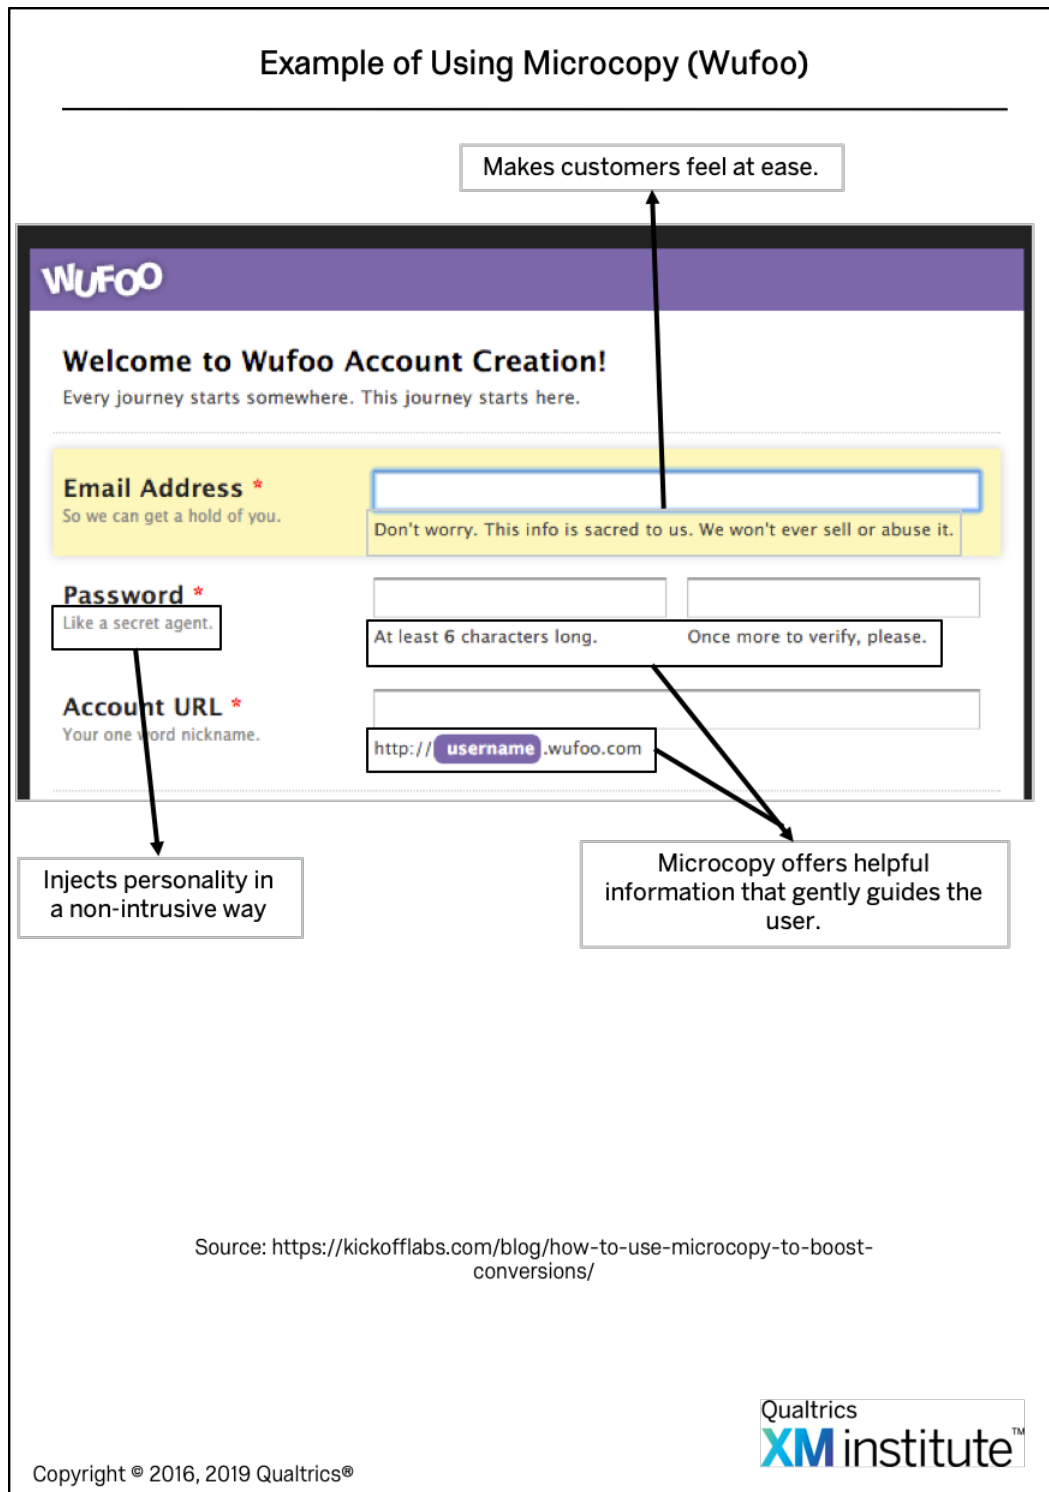 Example of Using Microcopy (Wufoo)
Makes customers feel at ease.
WUFOO
Welcome to Wufoo Account Creation!
Every journey starts somewhere. This journey starts here.
Email Address *
So we can get a hold of you.
Don't worry. This info is sacred to us. We won't ever sell or abuse it.
Password *
Like a secret agent.
At least 6 characters long.
Once more to verify, please.
Account URL *
Your one word nickname.
http:// username .wufoo.com
Injects personality in
a non-intrusive way
Microcopy offers helpful
information that gently guides the
user.
Source: https://kickofflabs.com/blog/how-to-use-microcopy-to-boost-
conversions/
Qualtrics
XM institute™
Copyright © 2016, 2019 Qualtrics®